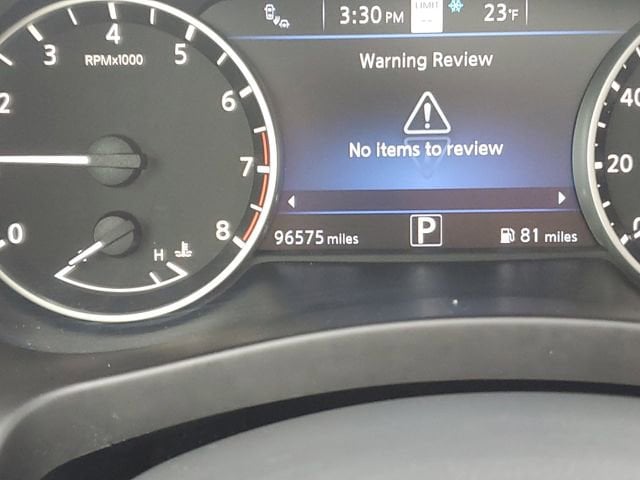 3:30 PM
LIMIT
--
23°F
Warning Review
No Items to review
96575 miles
P
81 miles
RPMx1000
0
2
3
4
5
6
7
8
H
40
20